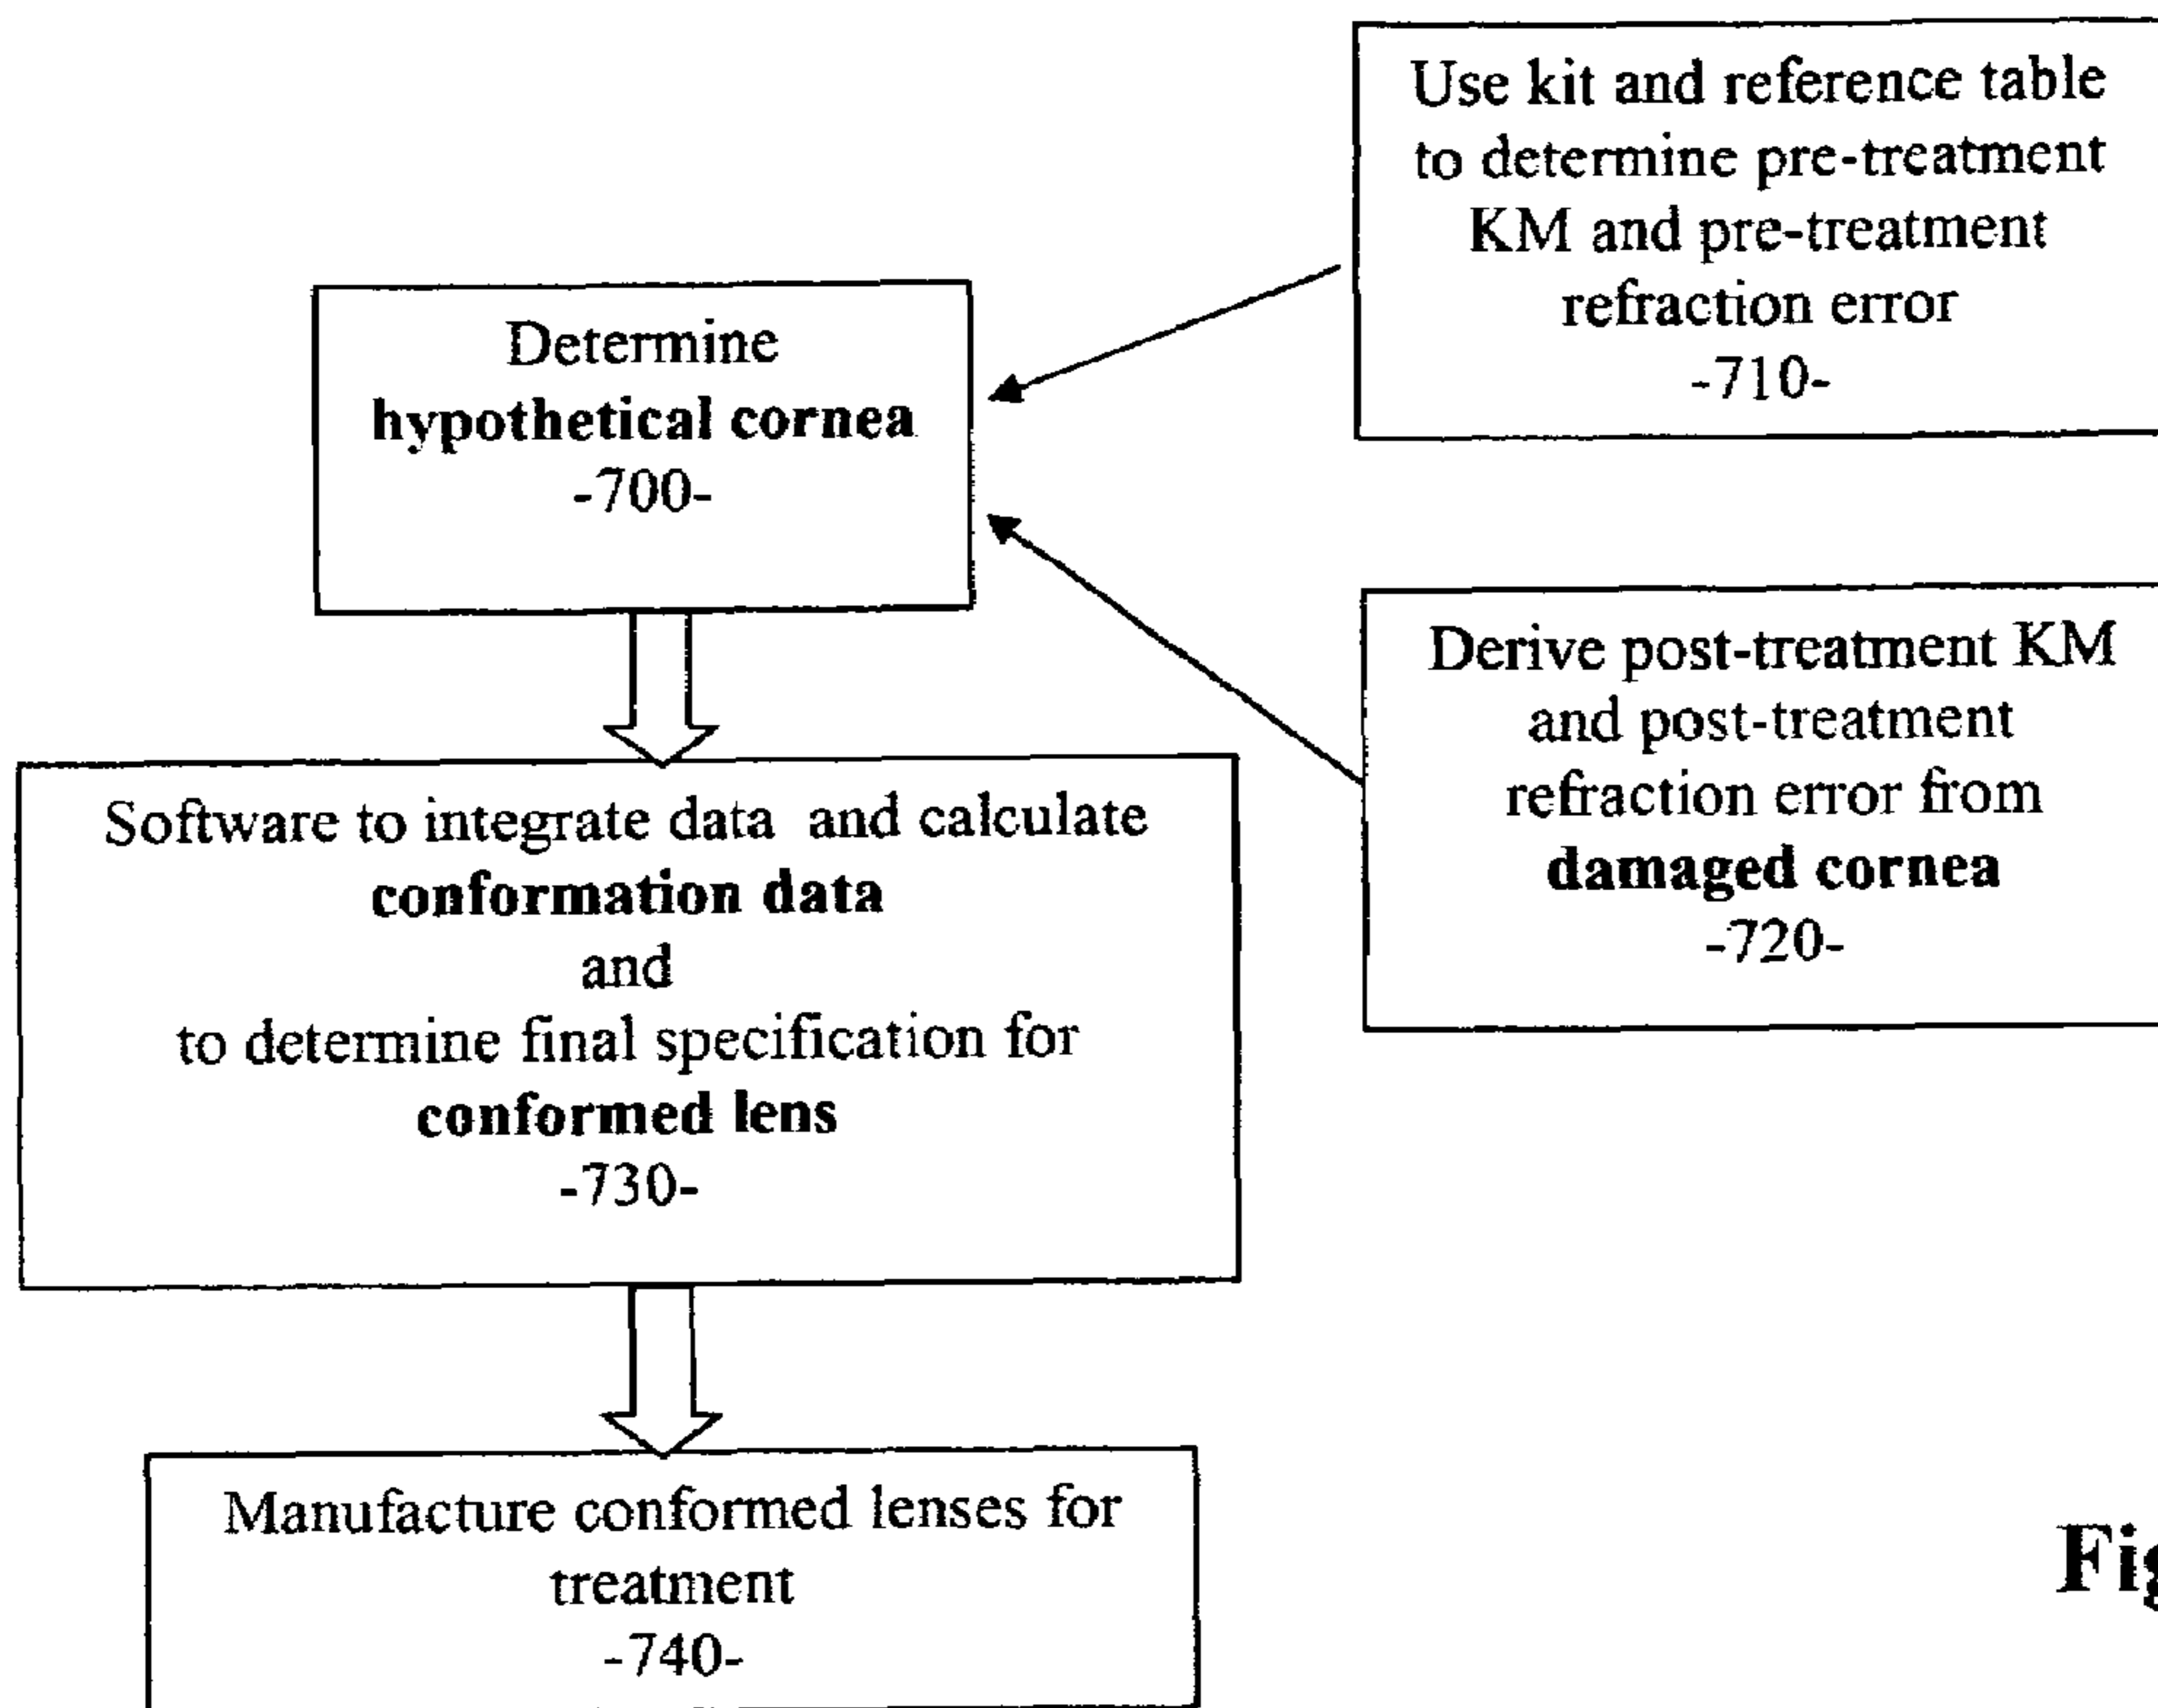 Use kit and reference table
to determine pre-treatment
KM and pre-treatment
refraction error
-710-
Determine
hypothetical cornea
-700-
Derive post-treatment KM
and post-treatment
refraction error from
damaged cornea
-720-
Software to integrate data and calculate
conformation data
and
to determine final specification for
conformed lens
-730-
Manufacture conformed lenses for
treatment
-740-